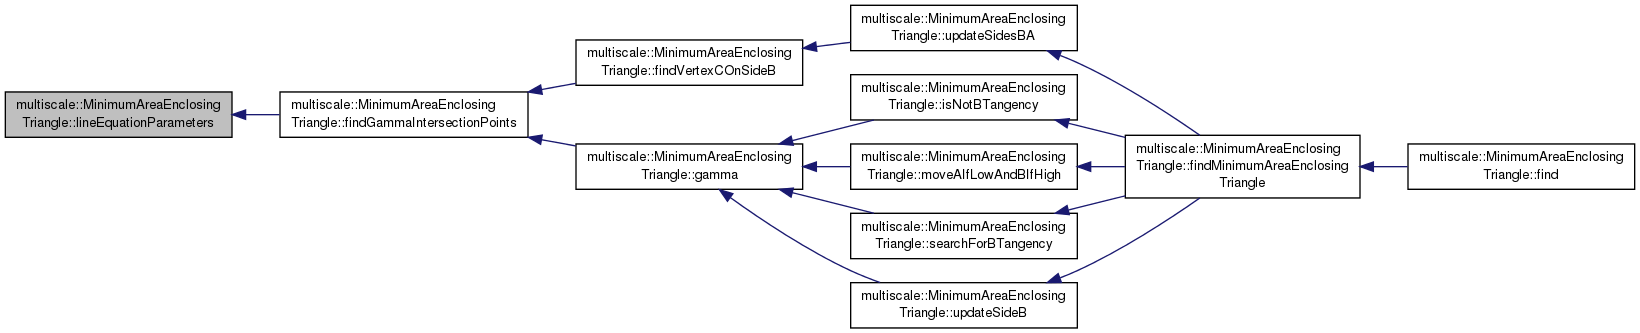 multiscale::MinimumAreaEnclosing
Triangle::lineEquationParameters
multiscale::MinimumAreaEnclosing
Triangle::findGammaIntersectionPoints
multiscale::MinimumAreaEnclosing
Triangle::findVertexCOnSideB
multiscale::MinimumAreaEnclosing
Triangle::gamma
multiscale::MinimumAreaEnclosing
Triangle::updateSidesBA
multiscale::MinimumAreaEnclosing
Triangle::isNotBTangency
multiscale::MinimumAreaEnclosing
Triangle::moveAIfLowAndBIfHigh
multiscale::MinimumAreaEnclosing
Triangle::searchForBTangency
multiscale::MinimumAreaEnclosing
Triangle::updateSideB
multiscale::MinimumAreaEnclosing
Triangle::findMinimumAreaEnclosing
Triangle
multiscale::MinimumAreaEnclosing
Triangle::find